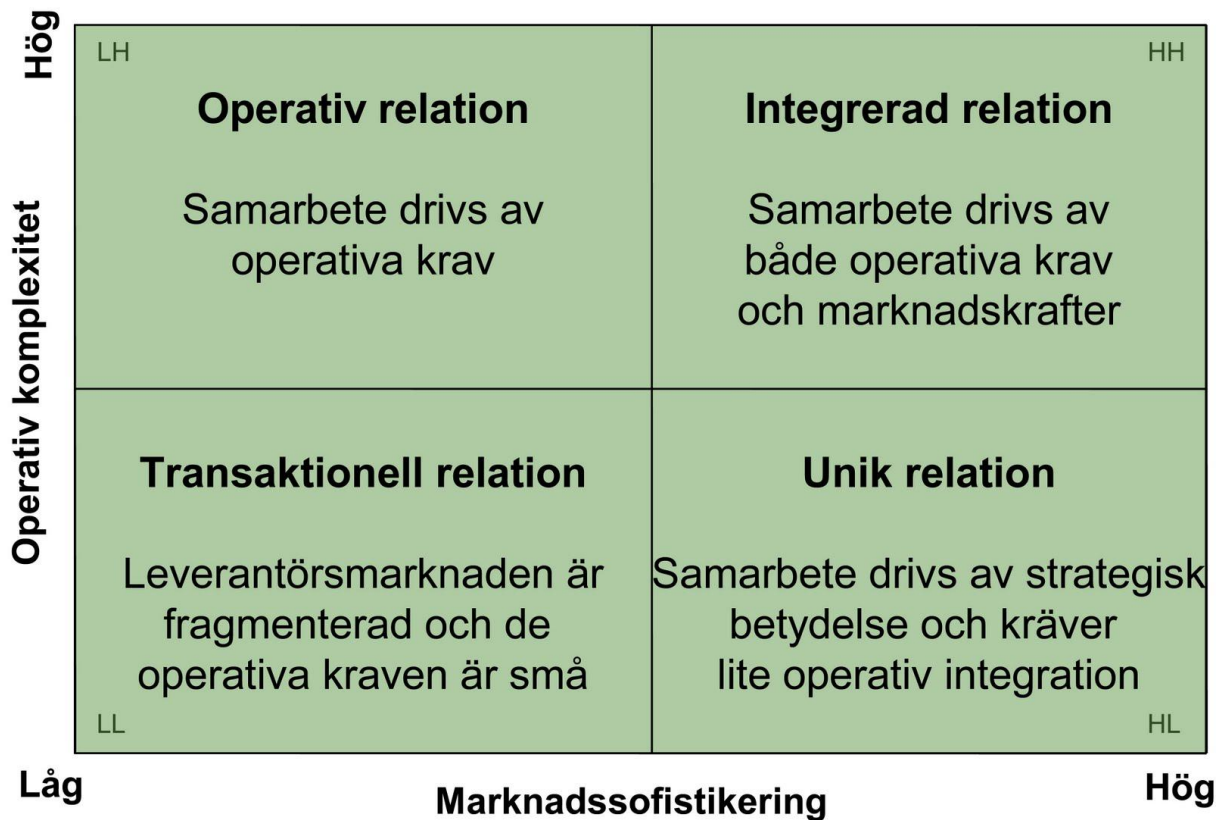 Hög
LH
HH
Operativ relation
Integrerad relation
Samarbete drivs av
operativa krav
Samarbete drivs av
både operativa krav
och marknadskrafter
Operativ komplexitet
Transaktionell relation
Unik relation
Leverantörsmarknaden är
fragmenterad och de
operativa kraven är små
Samarbete drivs av strategisk
betydelse och kräver
lite operativ integration
LL
HL
Låg
Marknadssofistikering
Hög